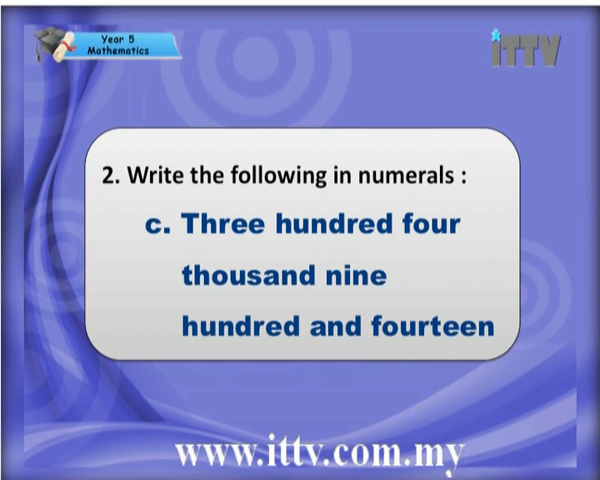 Year 5
Mathematics
iTTV
2. Write the following in numerals :
c. Three hundred four
thousand nine
hundred and fourteen
www.ittv.com.my